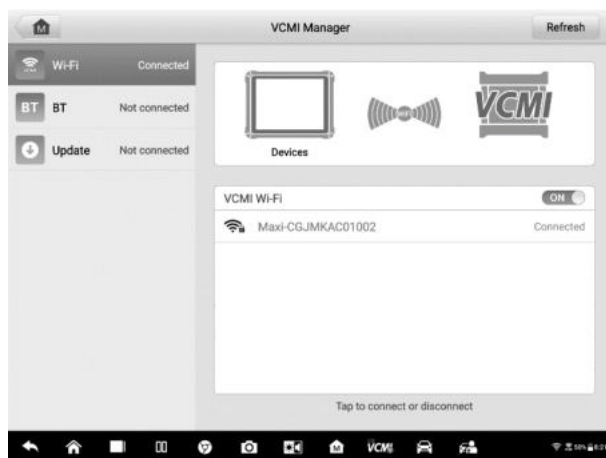 VCMI Manager
Refresh
Wi-Fi Connected
BT BT Not connected
Update Not connected
VCMI
Devices
VCMI Wi-Fi ON
Maxi-CGJMKAC01002 Connected
Tap to connect or disconnect
VCMI